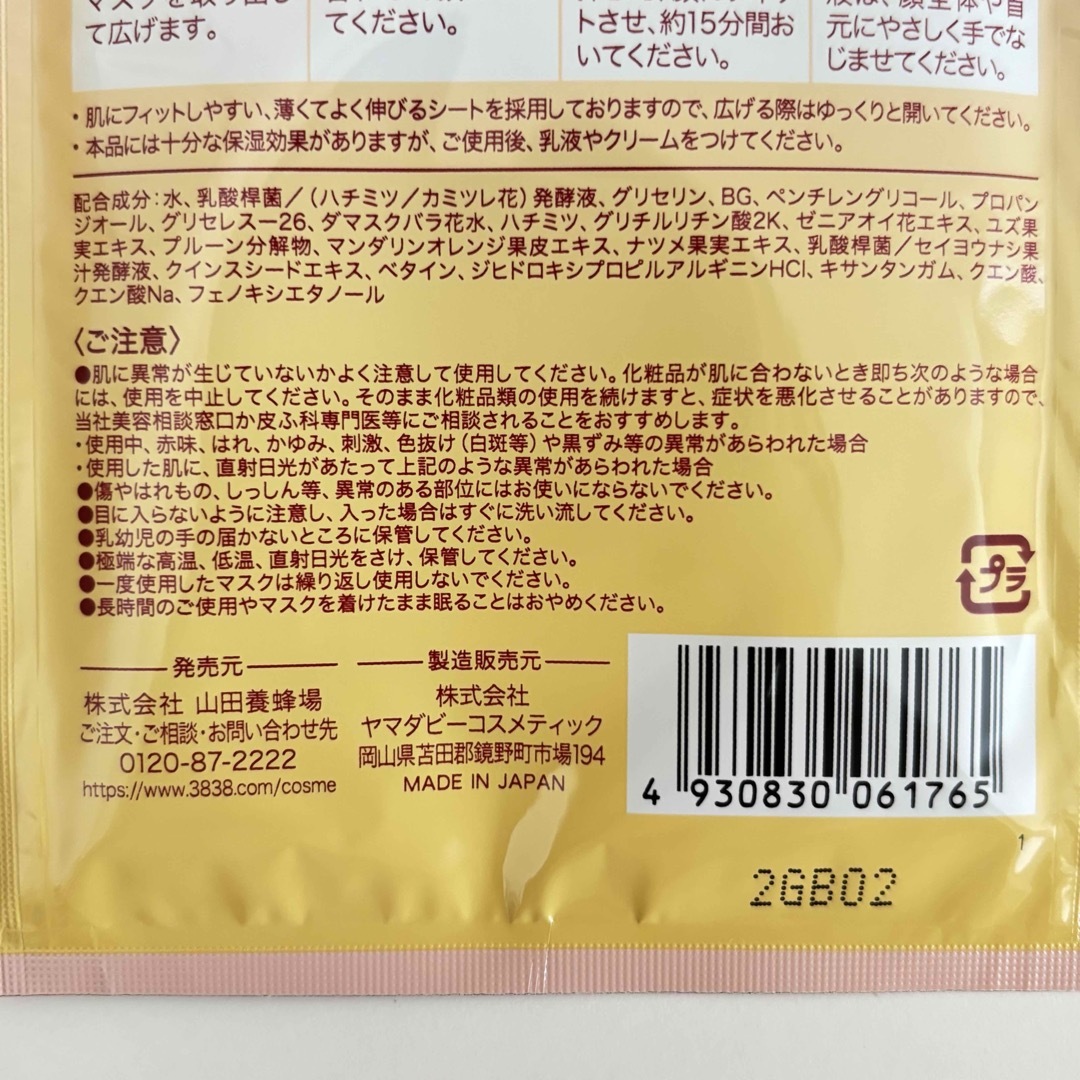 て広げます。
てください。
トさせ、約15分間お
いてください。
元にやさしく手でな
じませてください。
・肌にフィットしやすい、薄くてよく伸びるシートを採用しておりますので、広げる際はゆっくりと開いてください。
・本品には十分な保湿効果がありますが、ご使用後、乳液やクリームをつけてください。
配合成分：水、乳酸桿菌／（ハチミツ／カミツレ花）発酵液、グリセリン、BG、ペンチレングリコール、プロパン
ジオール、グリセレス－26、ダマスクバラ花水、ハチミツ、グリチルリチン酸2K、ゼニアオイ花エキス、ユズ果
実エキス、プルーン分解物、マンダリンオレンジ果皮エキス、ナツメ果実エキス、乳酸桿菌／セイヨウナシ果
汁発酵液、クインスシードエキス、ベタイン、ジヒドロキシプロピルアルギニンHCl、キサンタンガム、クエン酸、
クエン酸Na、フェノキシエタノール
〈ご注意〉
●肌に異常が生じていないかよく注意して使用してください。化粧品が肌に合わないとき即ち次のような場合
には、使用を中止してください。そのまま化粧品類の使用を続けますと、症状を悪化させることがありますので、
当社美容相談窓口か皮ふ科専門医等にご相談されることをおすすめします。
・使用中、赤味、はれ、かゆみ、刺激、色抜け（白斑等）や黒ずみ等の異常があらわれた場合
・使用した肌に、直射日光があたって上記のような異常があらわれた場合
●傷やはれもの、しっしん等、異常のある部位にはお使いにならないでください。
●目に入らないように注意し、入った場合はすぐに洗い流してください。
●乳幼児の手の届かないところに保管してください。
●極端な高温、低温、直射日光をさけ、保管してください。
●一度使用したマスクは繰り返し使用しないでください。
●長時間のご使用やマスクを着けたまま眠ることはおやめください。
プラ
発売元
株式会社 山田養蜂場
ご注文・ご相談・お問い合わせ先
0120-87-2222
https://www.3838.com/cosme
製造販売元
株式会社
ヤマダビーコスメティック
岡山県苫田郡鏡野町市場194
MADE IN JAPAN
4 930830 061765
1
2GB02